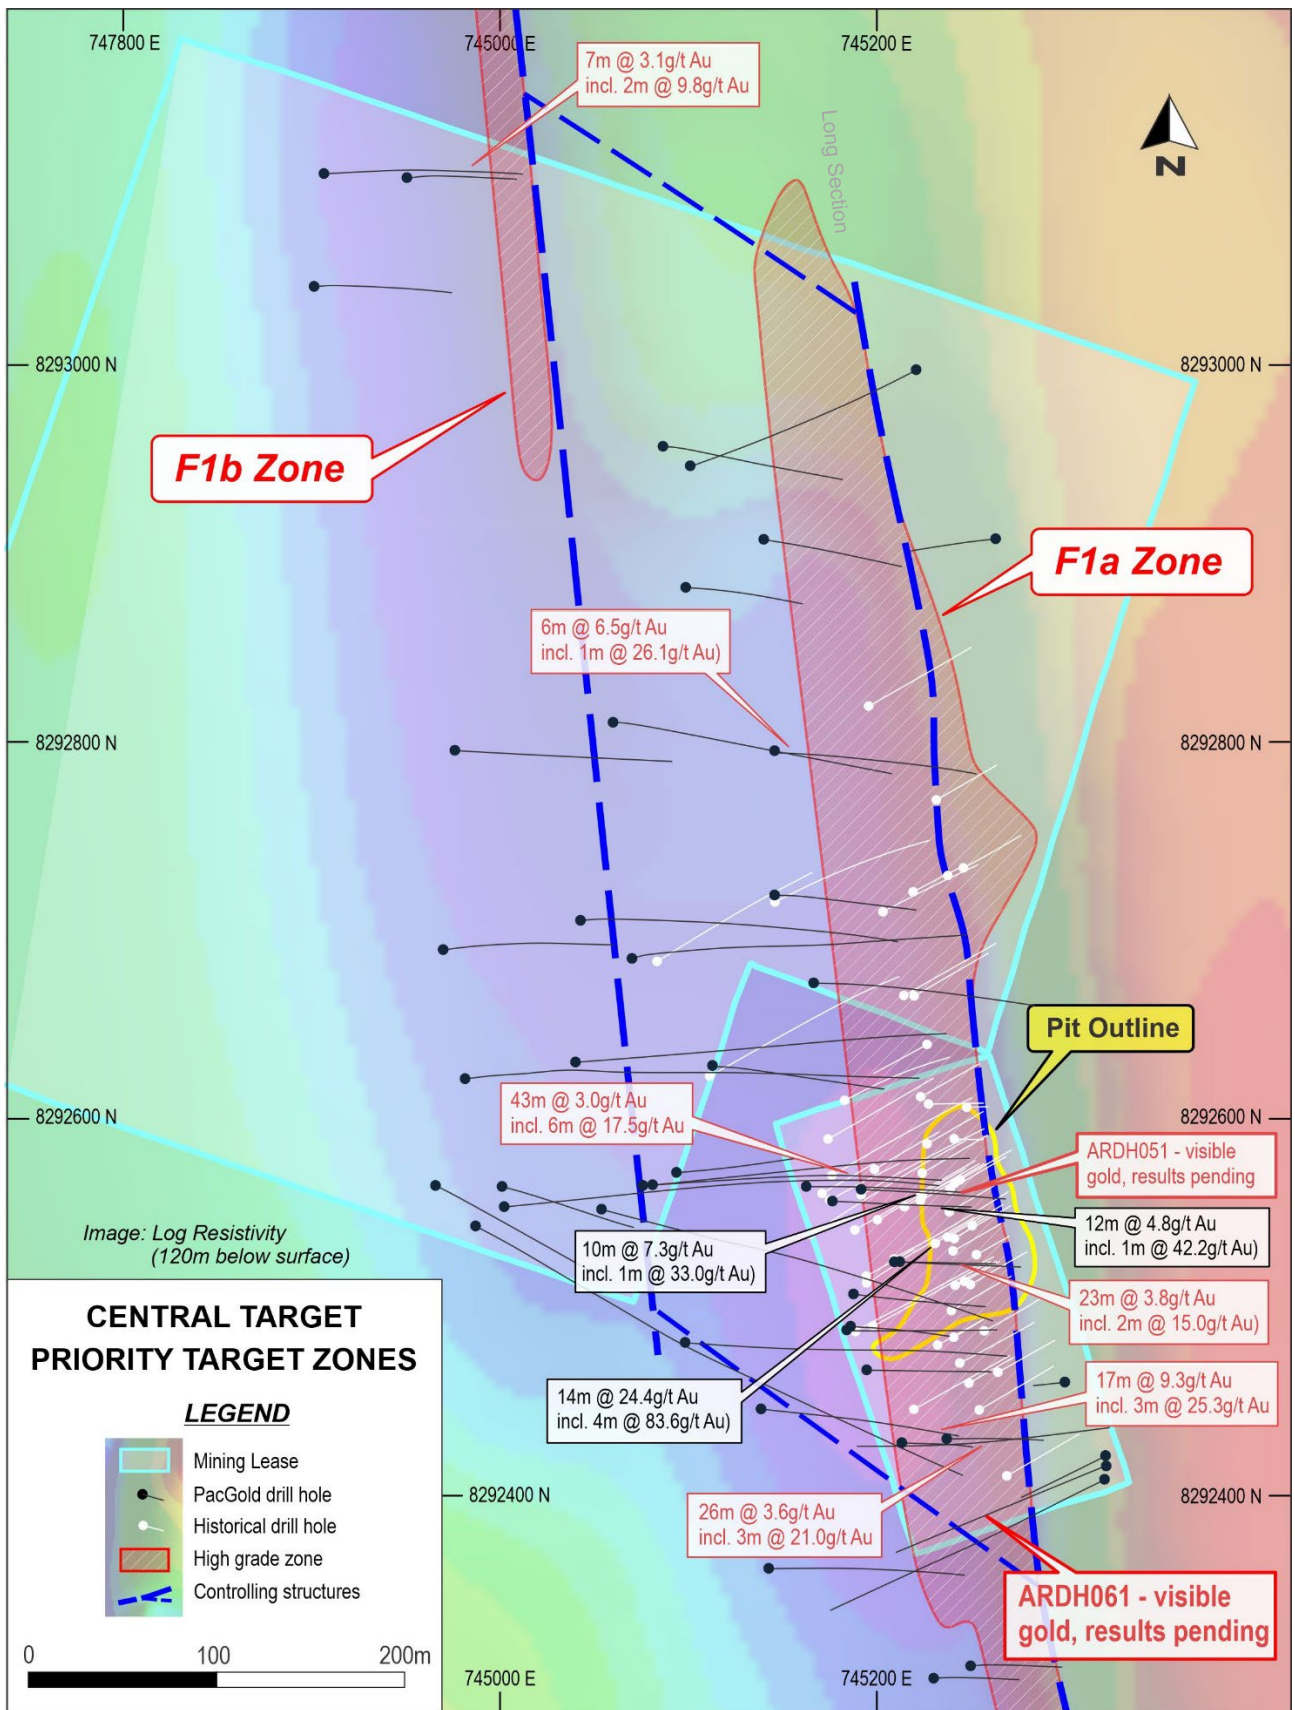 747800 E
745000 E
745200 E
7m @ 3.1g/t Au
incl. 2m @ 9.8g/t Au
Long Section
N
8293000 N
8293000 N
F1b Zone
F1a Zone
6m @ 6.5g/t Au
incl. 1m @ 26.1g/t Au)
8292800 N
8292800 N
Pit Outline
43m @ 3.0g/t Au
incl. 6m @ 17.5g/t Au
8292600 N
8292600 N
ARDH051 - visible
gold, results pending
12m @ 4.8g/t Au
incl. 1m @ 42.2g/t Au)
Image: Log Resistivity
(120m below surface)
10m @ 7.3g/t Au
incl. 1m @ 33.0g/t Au)
23m @ 3.8g/t Au
incl. 2m @ 15.0g/t Au)
CENTRAL TARGET
PRIORITY TARGET ZONES
14m @ 24.4g/t Au
incl. 4m @ 83.6g/t Au)
17m @ 9.3g/t Au
incl. 3m @ 25.3g/t Au
LEGEND
Mining Lease
PacGold drill hole
Historical drill hole
High grade zone
Controlling structures
8292400 N
8292400 N
26m @ 3.6g/t Au
incl. 3m @ 21.0g/t Au
ARDH061 - visible
gold, results pending
0
100
200m
745000 E
745200 E